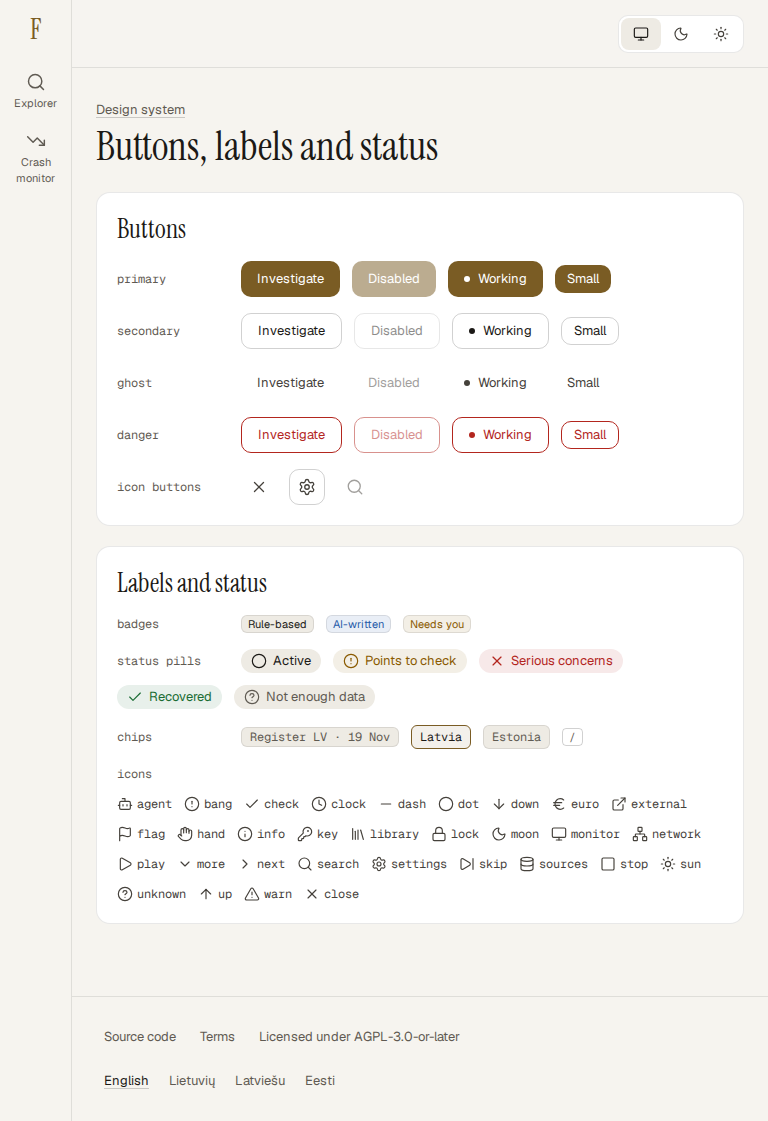 F
Explorer
Crash
monitor
Design system
Buttons, labels and status
Buttons
primary Investigate Disabled Working Small
secondary Investigate Disabled Working Small
ghost Investigate Disabled Working Small
danger Investigate Disabled Working Small
icon buttons
Labels and status
badges Rule-based AI-written Needs you
status pills Active Points to check Serious concerns
Recovered Not enough data
chips Register LV · 19 Nov Latvia Estonia /
icons
agent bang check clock dash dot down euro external
flag hand info key library lock moon monitor network
play more next search settings skip sources stop sun
unknown up warn close
Source code Terms Licensed under AGPL-3.0-or-later
English Lietuvių Latviešu Eesti